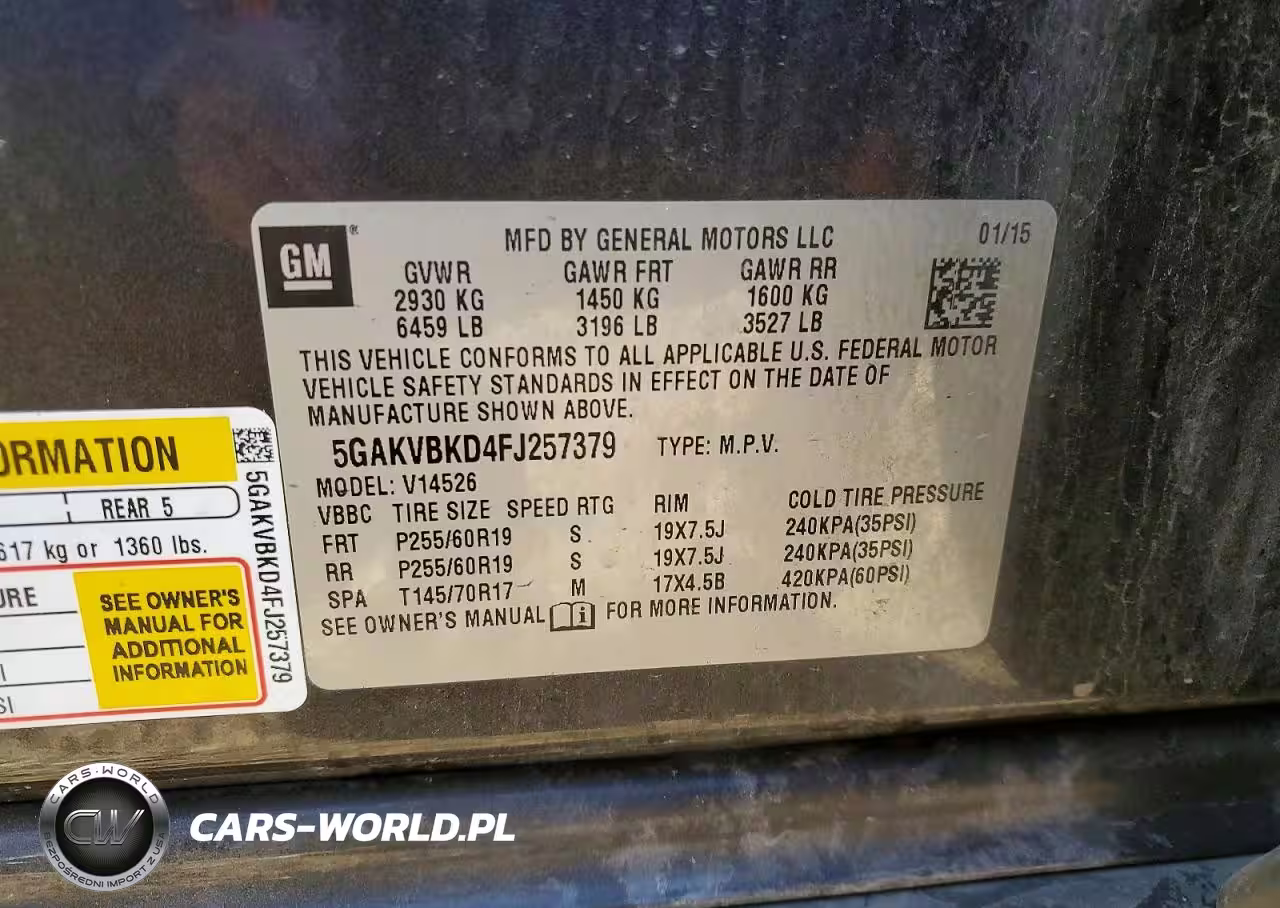 GM®
MFD BY GENERAL MOTORS LLC 01/15
GVWR GAWR FRT GAWR RR
2930 KG 1450 KG 1600 KG
6459 LB 3196 LB 3527 LB
THIS VEHICLE CONFORMS TO ALL APPLICABLE U.S. FEDERAL MOTOR
VEHICLE SAFETY STANDARDS IN EFFECT ON THE DATE OF
MANUFACTURE SHOWN ABOVE.
5GAKVBKD4FJ257379 TYPE: M.P.V.
MODEL: V14526
VBBC TIRE SIZE SPEED RTG RIM COLD TIRE PRESSURE
FRT P255/60R19 S 19X7.5J 240KPA(35PSI)
RR P255/60R19 S 19X7.5J 240KPA(35PSI)
SPA T145/70R17 M 17X4.5B 420KPA(60PSI)
SEE OWNER'S MANUAL FOR MORE INFORMATION.
ORMATION
REAR 5
617 kg or 1360 lbs.
URE
SEE OWNER'S
MANUAL FOR
ADDITIONAL
INFORMATION
I
SI
5GAKVBKD4FJ257379
CARS-WORLD
CW
BEZPOŚREDNI IMPORT Z USA
CARS-WORLD.PL